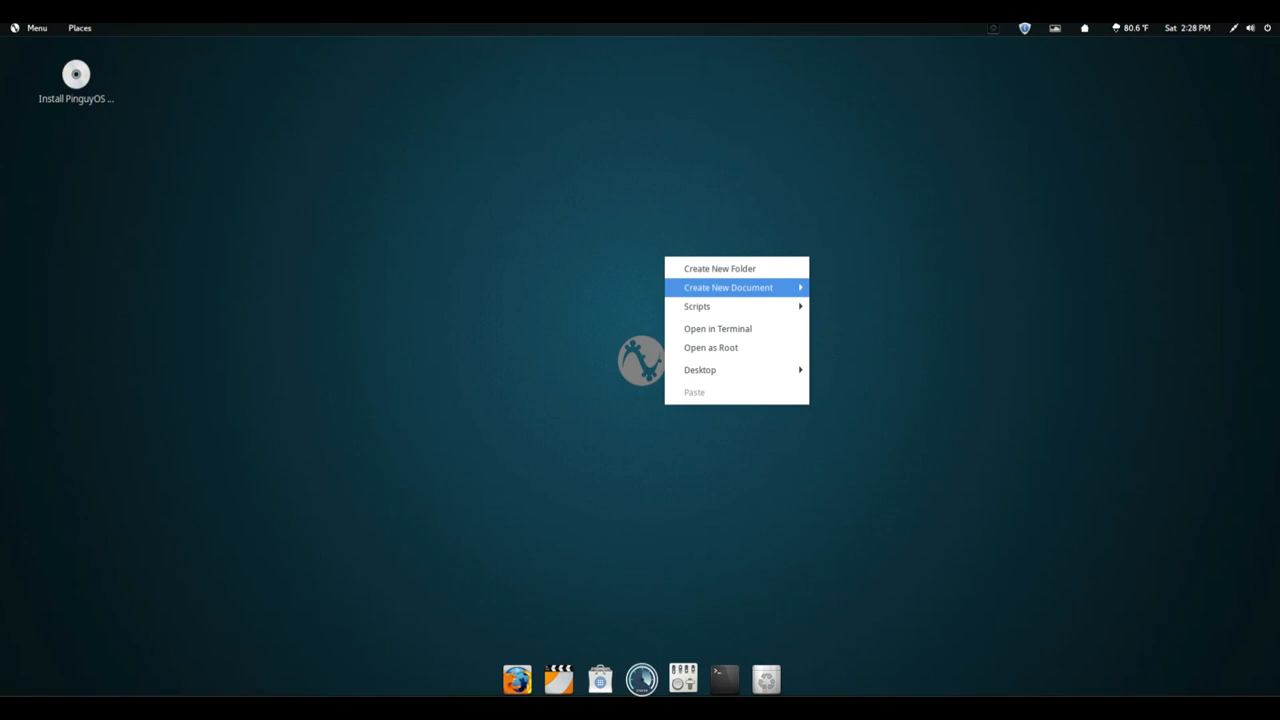 Menu Places 80.6 °F Sat 2:28 PM
Install PinguyOS ...
Create New Folder
Create New Document
Scripts
Open in Terminal
Open as Root
Desktop
Paste
>_